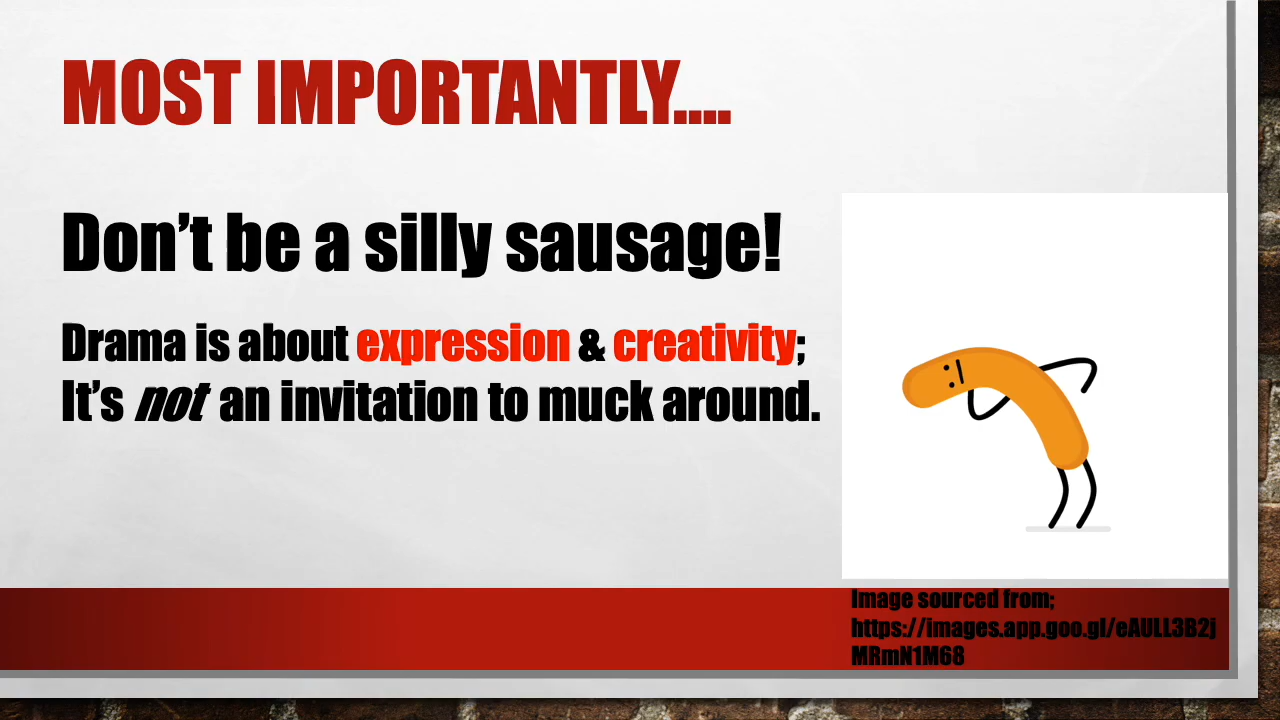 MOST IMPORTANTLY....
Don’t be a silly sausage!
Drama is about expression & creativity;
It’s not an invitation to muck around.
Image sourced from;
https://images.app.goo.gl/eAULL3B2j
MRmN1M68